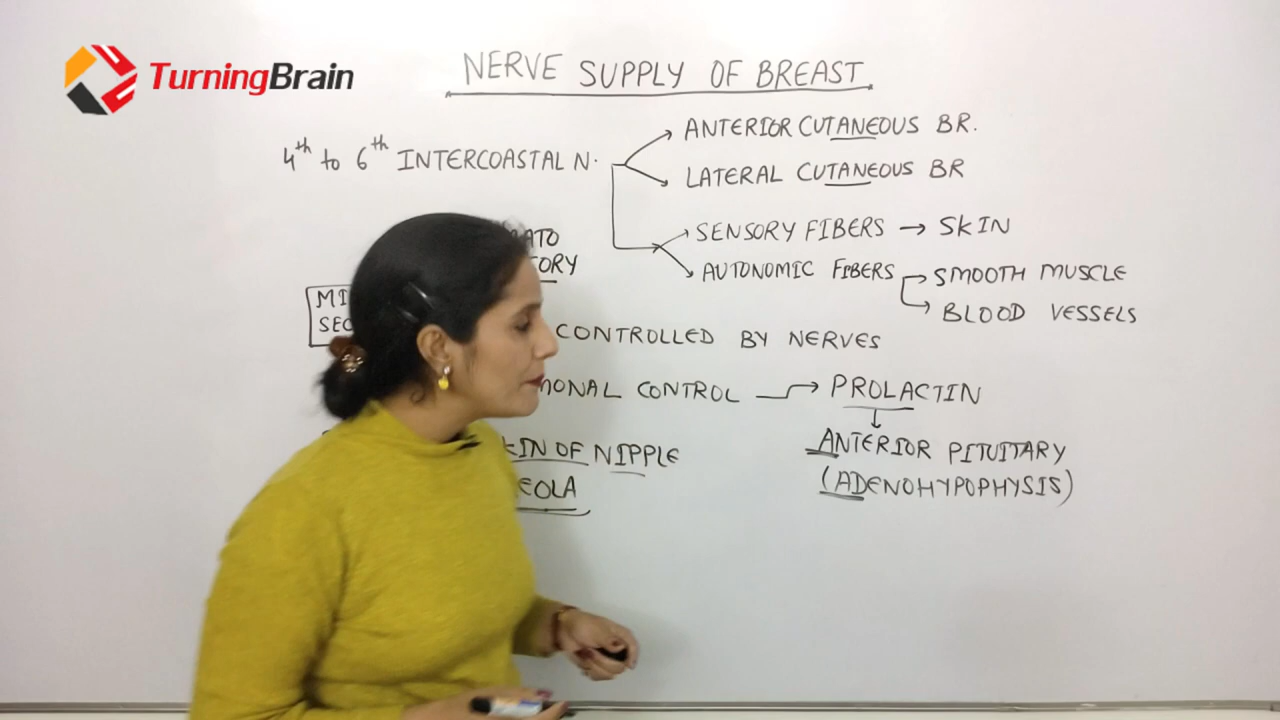 TurningBrain
NERVE SUPPLY OF BREAST
4th to 6th INTERCOASTAL N.
ANTERIOR CUTANEOUS BR.
LATERAL CUTANEOUS BR
SENSORY FIBERS → SKIN
AUTONOMIC FIBERS
SMOOTH MUSCLE
BLOOD VESSELS
CONTROLLED BY NERVES
CONTROL → PROLACTIN
OF NIPPLE
ANTERIOR PITUITARY
(ADENOHYPOPHYSIS)